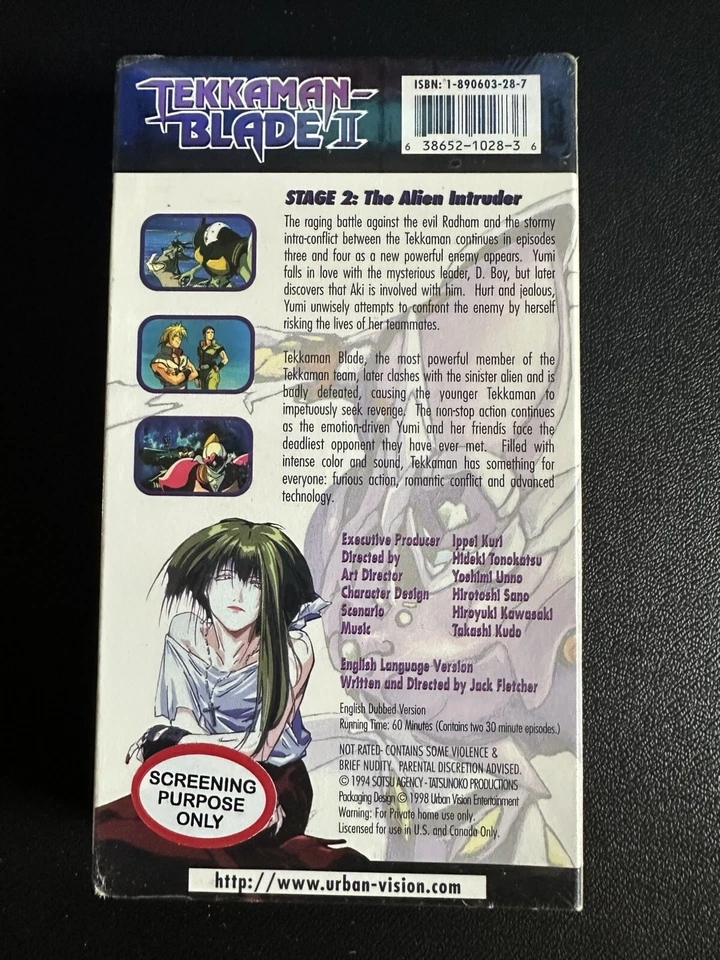 TEKKAMAN-
BLADE II
ISBN: 1-890603-28-7
6 38652-1028-3 6
STAGE 2: The Alien Intruder
The raging battle against the evil Radham and the stormy
intra-conflict between the Tekkaman continues in episodes
three and four as a new powerful enemy appears. Yumi
falls in love with the mysterious leader, D. Boy, but later
discovers that Aki is involved with him. Hurt and jealous,
Yumi unwisely attempts to confront the enemy by herself
risking the lives of her teammates.
Tekkaman Blade, the most powerful member of the
Tekkaman team, later clashes with the sinister alien and is
badly defeated, causing the younger Tekkaman to
impetuously seek revenge. The non-stop action continues
as the emotion-driven Yumi and her friends face the
deadliest opponent they have ever met. Filled with
intense color and sound, Tekkaman has something for
everyone: furious action, romantic conflict and advanced
technology.
Executive Producer Ippei Kuri
Directed by Hideki Tonokatsu
Art Director Yoshimi Unno
Character Design Hirotoshi Sano
Scenario Hiroyuki Kawasaki
Music Takashi Kudo
English Language Version
Written and Directed by Jack Fletcher
English Dubbed Version
Running Time: 60 Minutes (Contains two 30 minute episodes.)
NOT RATED- CONTAINS SOME VIOLENCE &
BRIEF NUDITY. PARENTAL DISCRETION ADVISED.
© 1994 SOTSU AGENCY - TATSUNOKO PRODUCTIONS
Packaging Design © 1998 Urban Vision Entertainment
Warning: For Private home use only.
Licensed for use in U.S. and Canada Only.
SCREENING
PURPOSE
ONLY
http://www.urban-vision.com